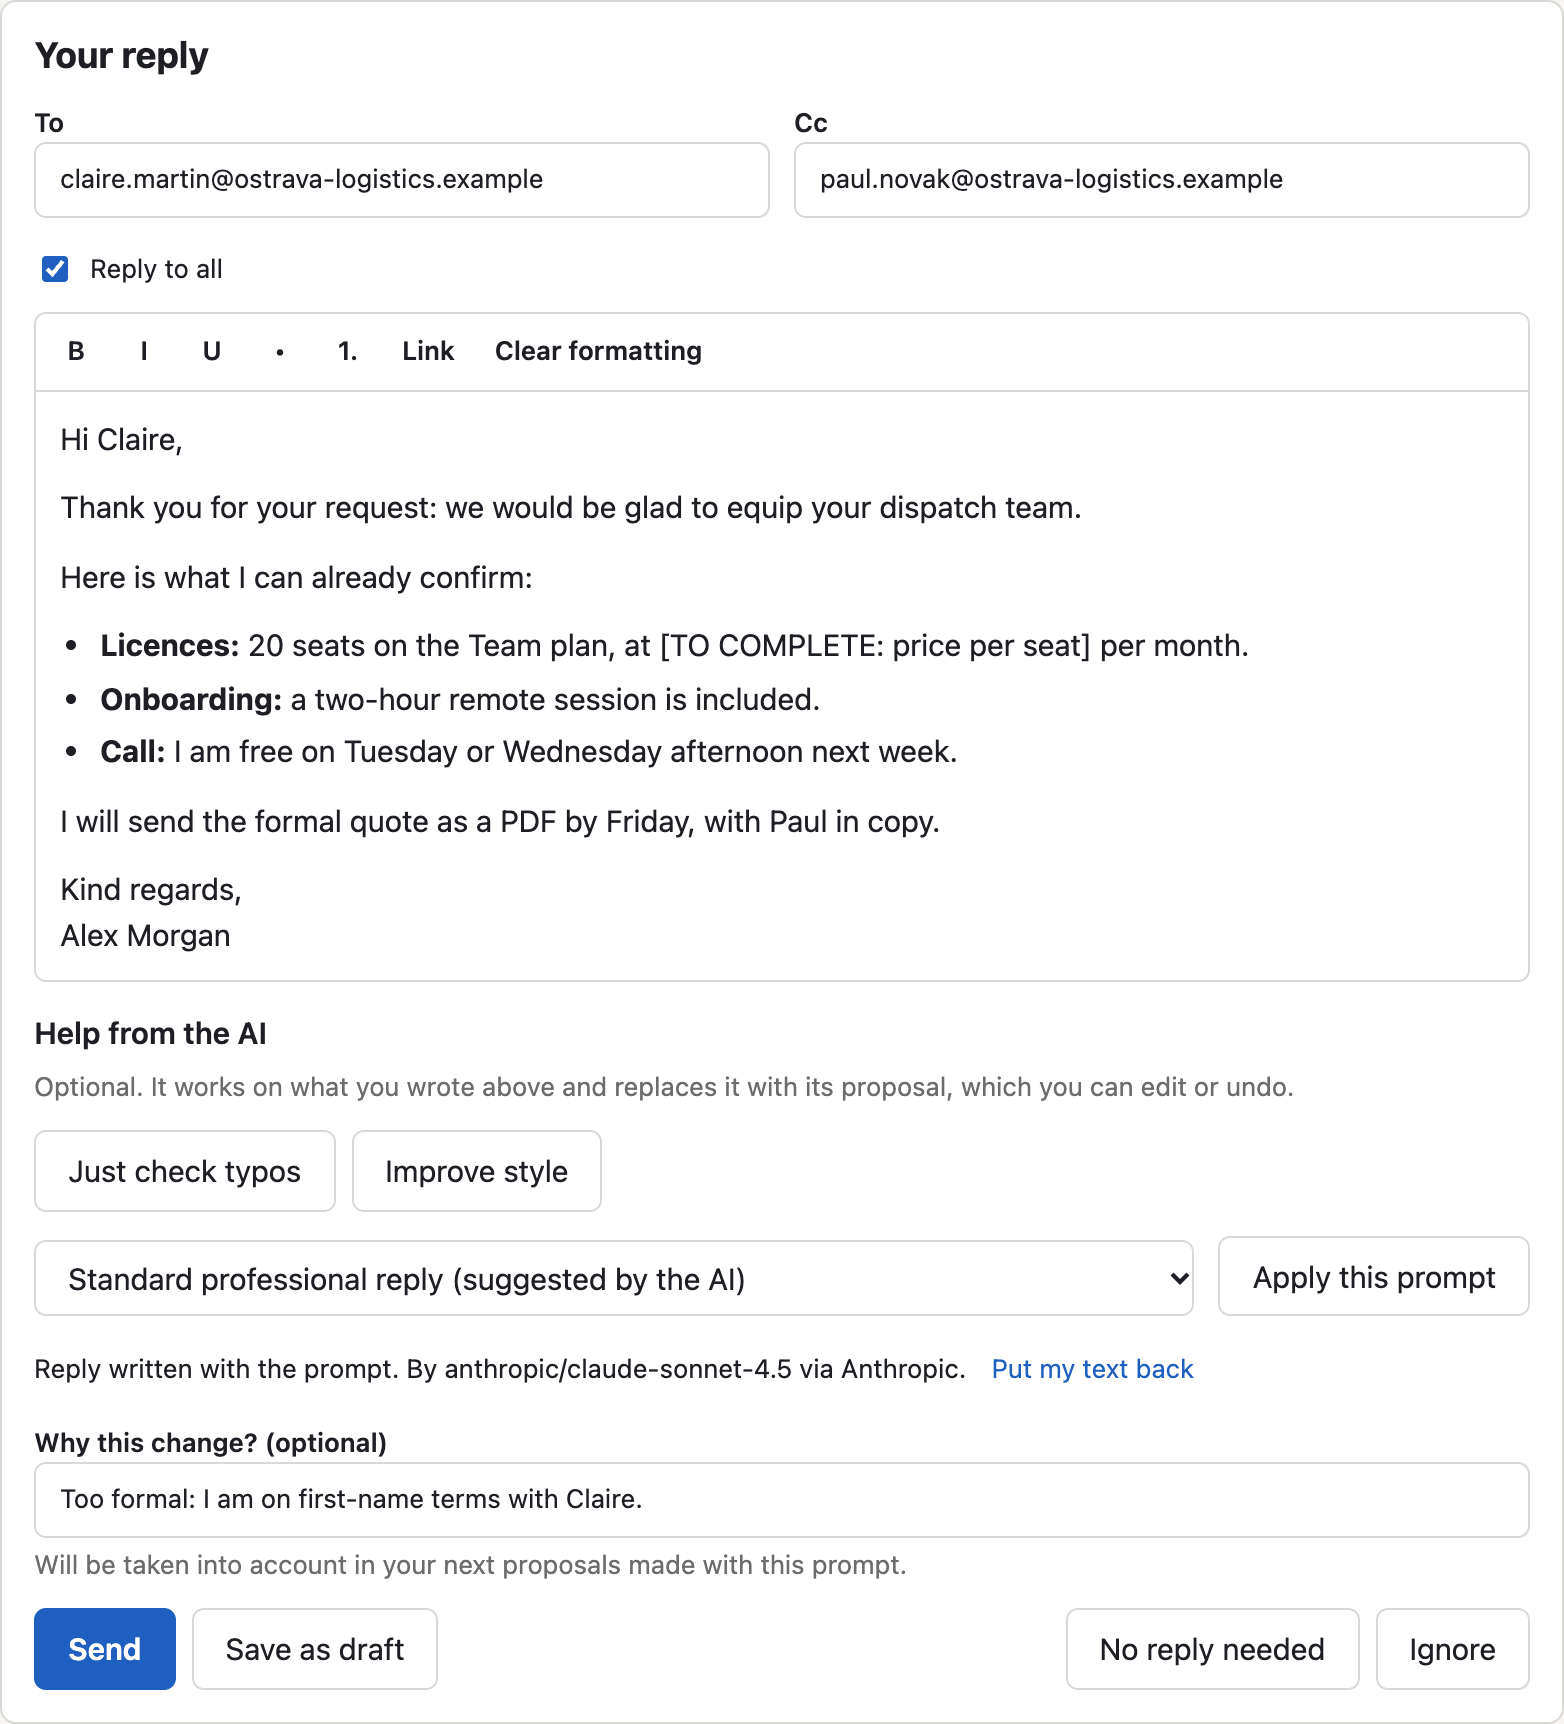 Your reply
To
Cc
claire.martin@ostrava-logistics.example
paul.novak@ostrava-logistics.example
Reply to all
B I U • 1. Link Clear formatting
Hi Claire,
Thank you for your request: we would be glad to equip your dispatch team.
Here is what I can already confirm:
• Licences: 20 seats on the Team plan, at [TO COMPLETE: price per seat] per month.
• Onboarding: a two-hour remote session is included.
• Call: I am free on Tuesday or Wednesday afternoon next week.
I will send the formal quote as a PDF by Friday, with Paul in copy.
Kind regards,
Alex Morgan
Help from the AI
Optional. It works on what you wrote above and replaces it with its proposal, which you can edit or undo.
Just check typos
Improve style
Standard professional reply (suggested by the AI)
Apply this prompt
Reply written with the prompt. By anthropic/claude-sonnet-4.5 via Anthropic. Put my text back
Why this change? (optional)
Too formal: I am on first-name terms with Claire.
Will be taken into account in your next proposals made with this prompt.
Send
Save as draft
No reply needed
Ignore